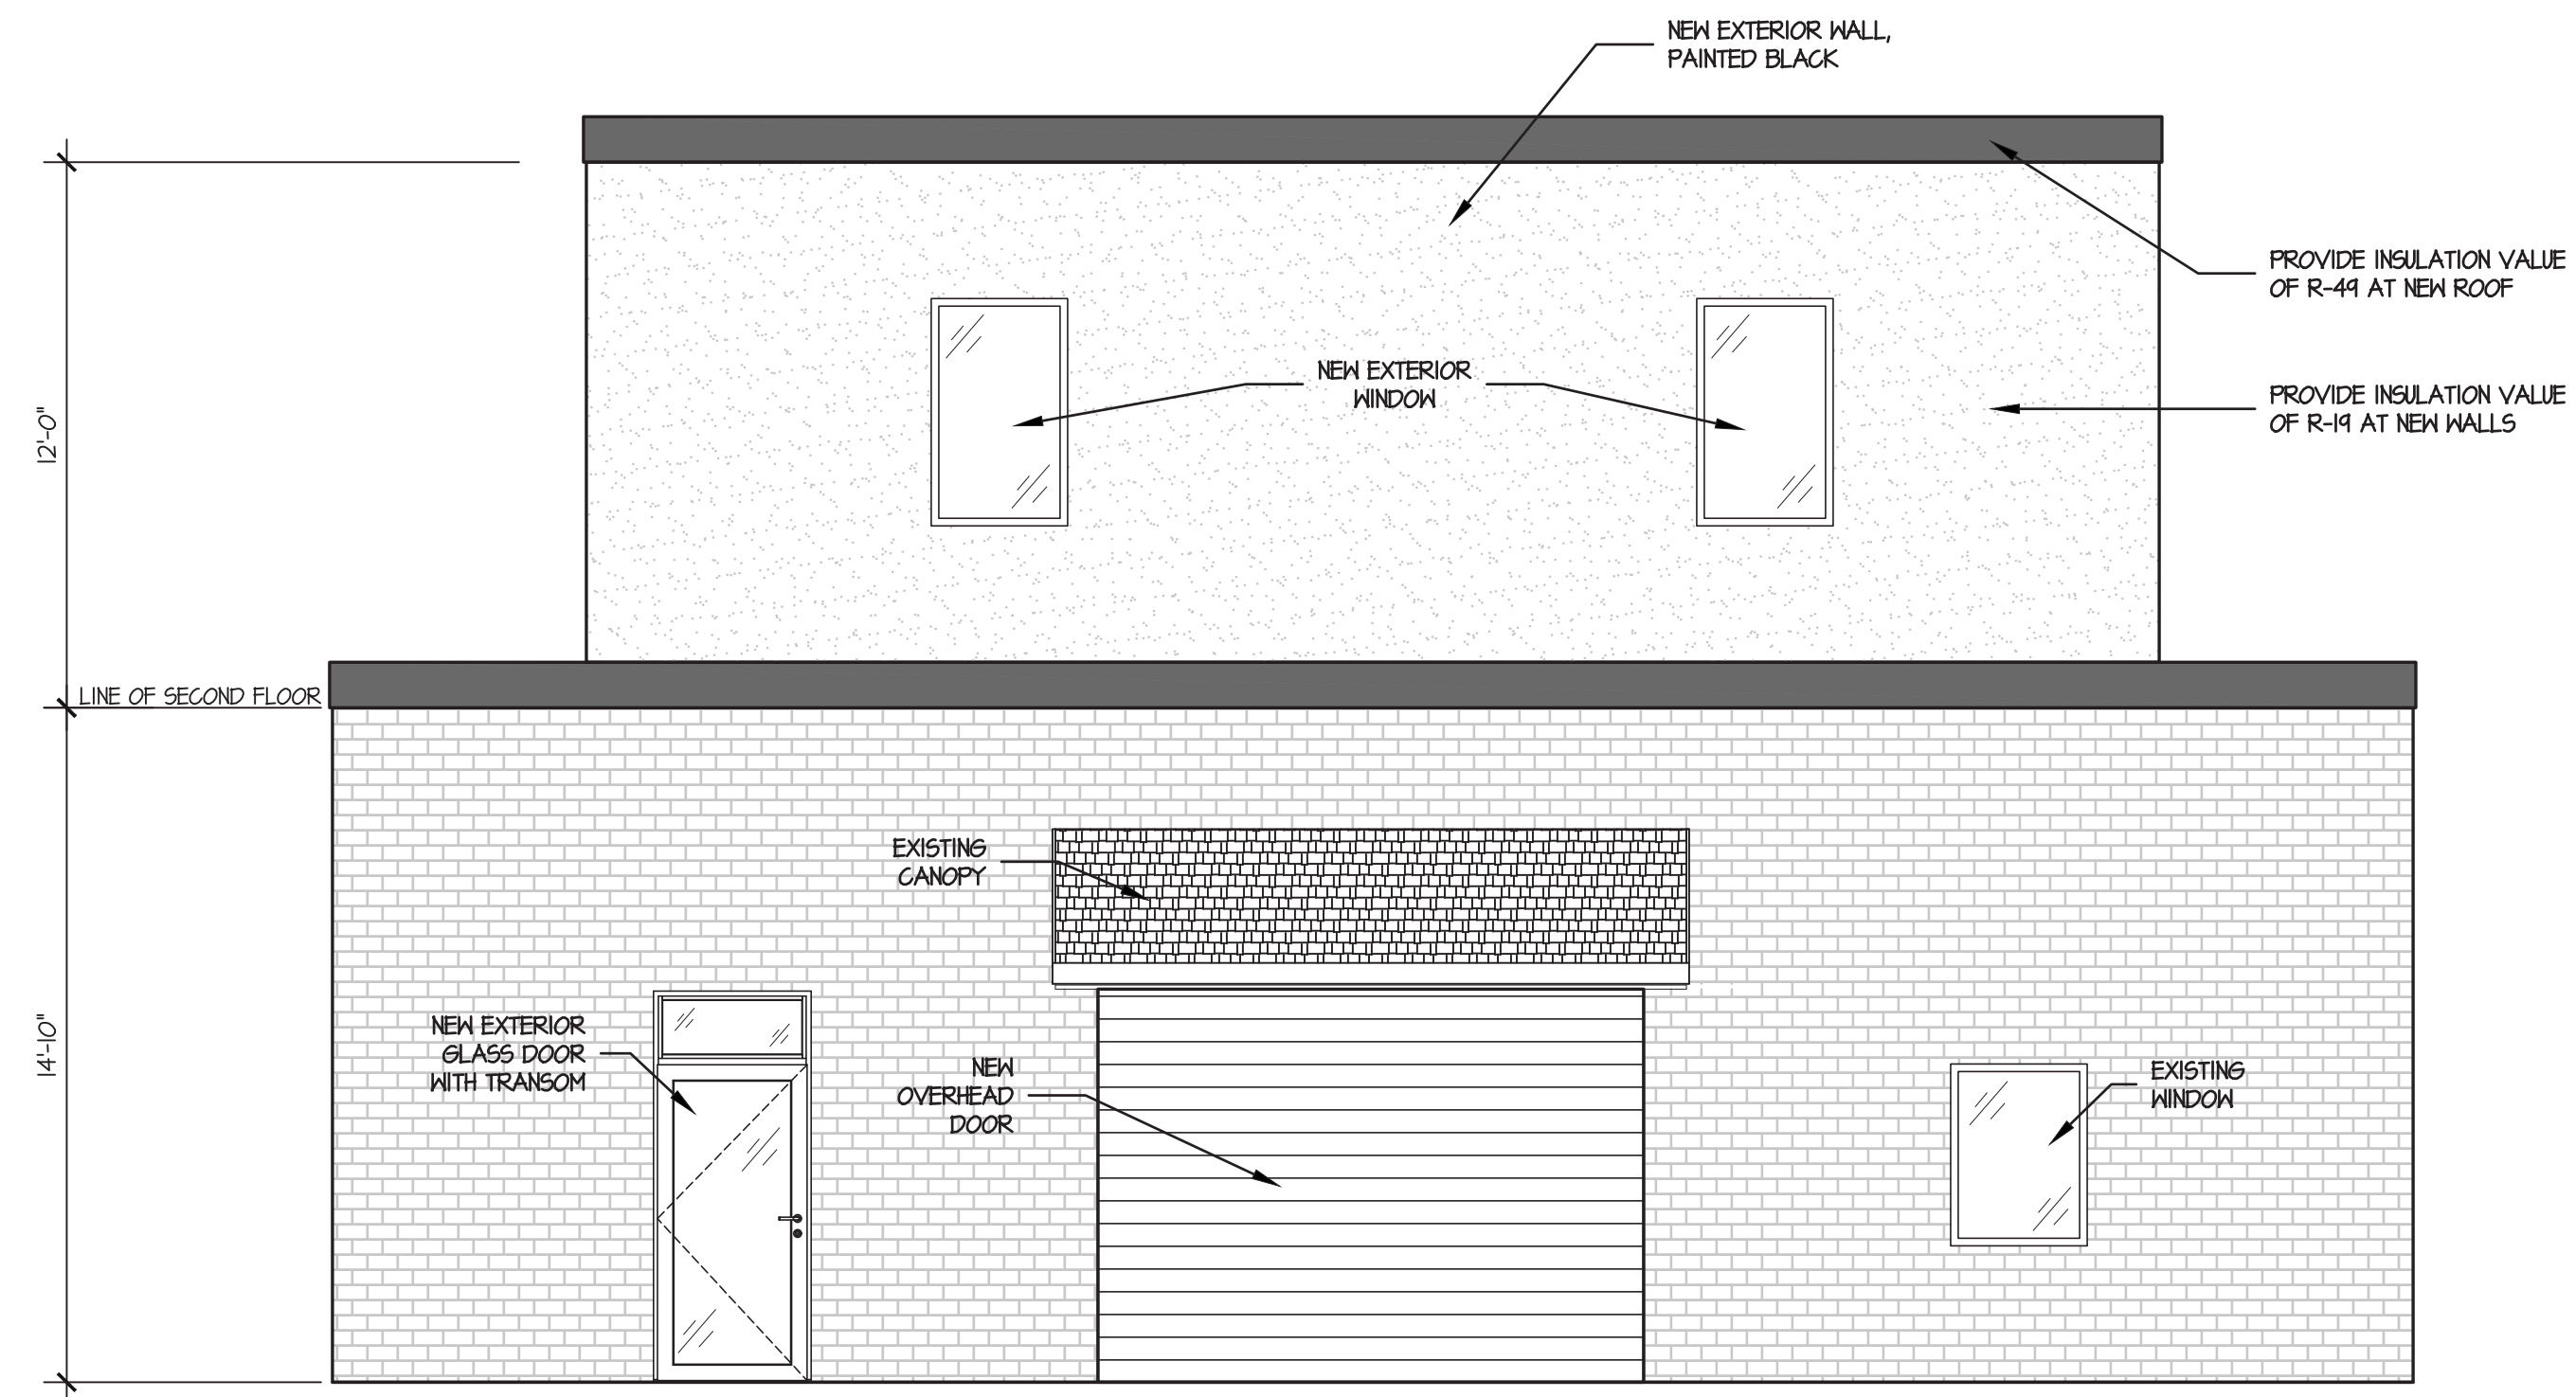 NEW EXTERIOR WALL,
PAINTED BLACK
PROVIDE INSULATION VALUE
OF R-49 AT NEW ROOF
NEW EXTERIOR
WINDOW
PROVIDE INSULATION VALUE
OF R-19 AT NEW WALLS
12'-0"
LINE OF SECOND FLOOR
EXISTING
CANOPY
NEW EXTERIOR
GLASS DOOR
WITH TRANSOM
NEW
OVERHEAD
DOOR
EXISTING
WINDOW
14'-10"